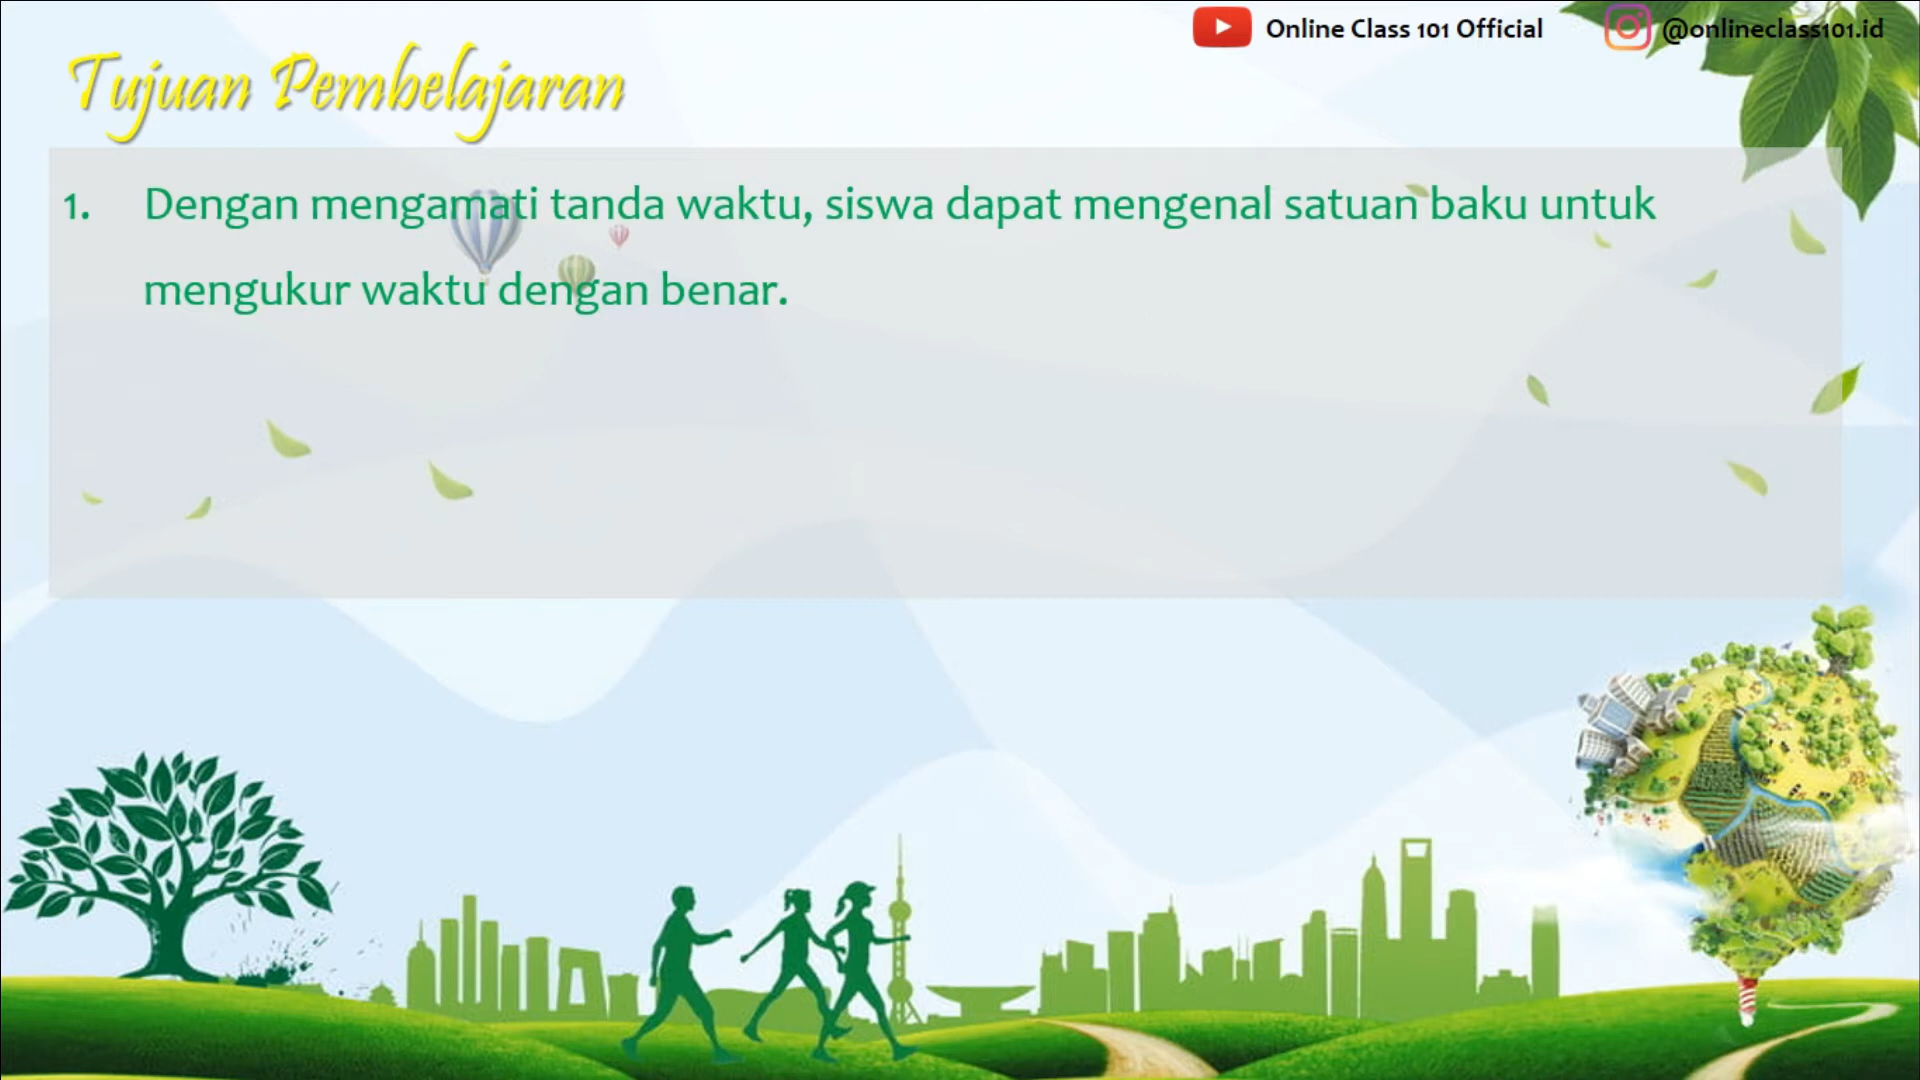 Online Class 101 Official
@onlineclass101.id
Tujuan Pembelajaran
1. Dengan mengamati tanda waktu, siswa dapat mengenal satuan baku untuk
mengukur waktu dengan benar.